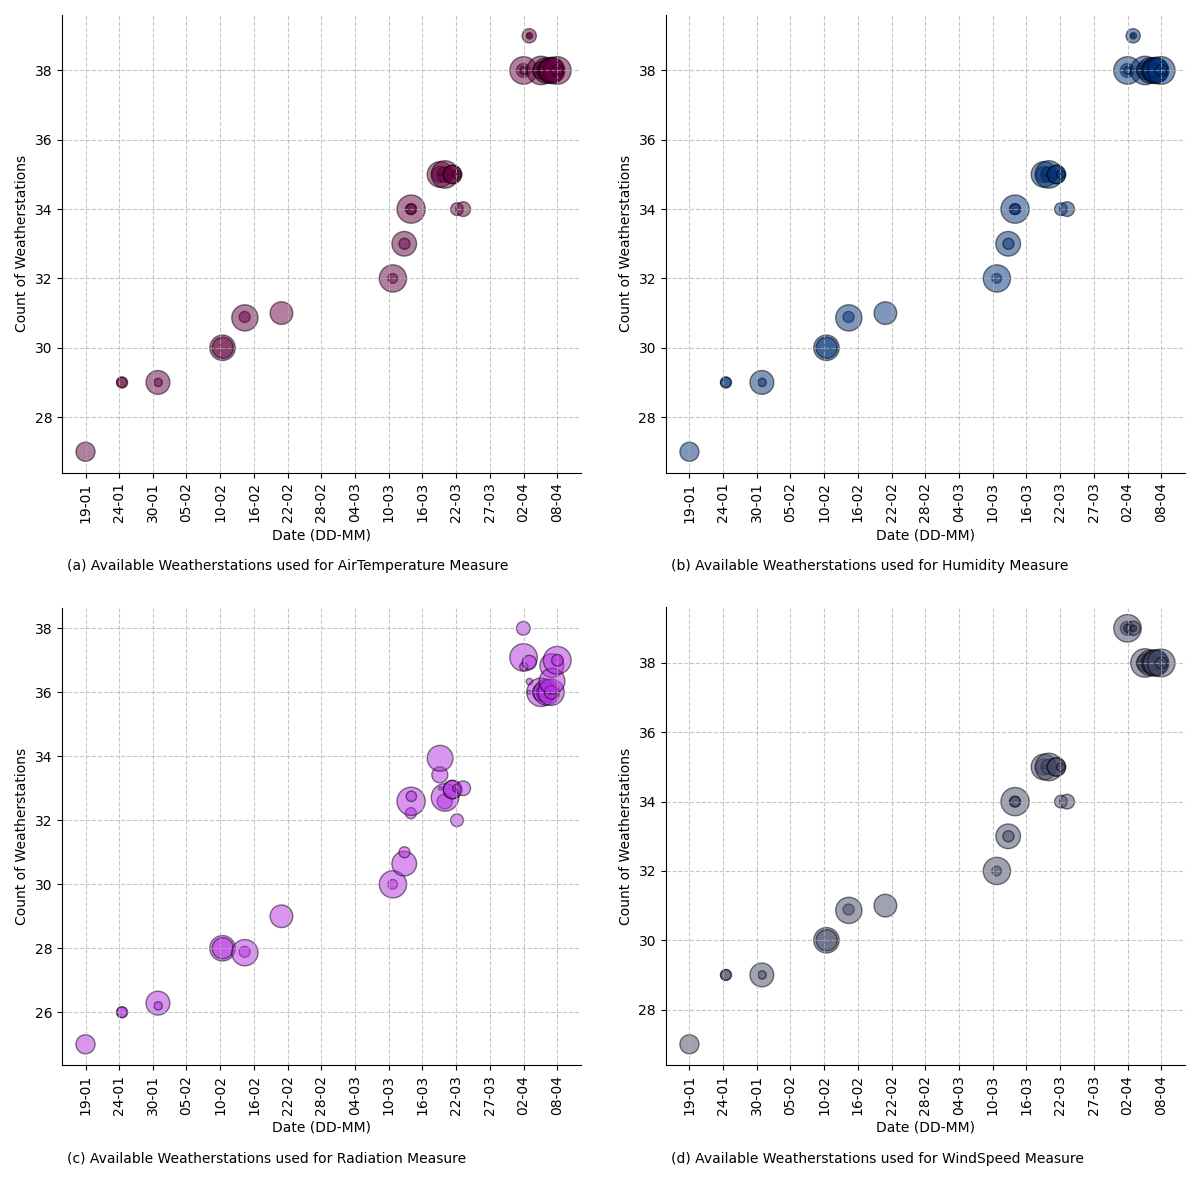 Count of Weatherstations
38
36
34
32
30
28
19-01 24-01 30-01 05-02 10-02 16-02 22-02 28-02 04-03 10-03 16-03 22-03 27-03 02-04 08-04
Date (DD-MM)
(a) Available Weatherstations used for AirTemperature Measure
Count of Weatherstations
38
36
34
32
30
28
19-01 24-01 30-01 05-02 10-02 16-02 22-02 28-02 04-03 10-03 16-03 22-03 27-03 02-04 08-04
Date (DD-MM)
(b) Available Weatherstations used for Humidity Measure
Count of Weatherstations
38
36
34
32
30
28
26
19-01 24-01 30-01 05-02 10-02 16-02 22-02 28-02 04-03 10-03 16-03 22-03 27-03 02-04 08-04
Date (DD-MM)
(c) Available Weatherstations used for Radiation Measure
Count of Weatherstations
38
36
34
32
30
28
19-01 24-01 30-01 05-02 10-02 16-02 22-02 28-02 04-03 10-03 16-03 22-03 27-03 02-04 08-04
Date (DD-MM)
(d) Available Weatherstations used for WindSpeed Measure